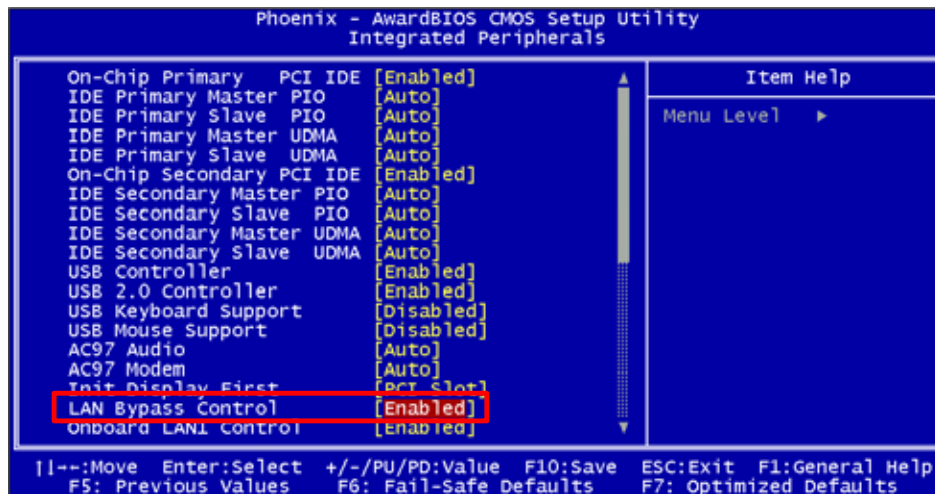 Phoenix - AwardBIOS CMOS Setup Utility
Integrated Peripherals
On-Chip Primary PCI IDE [Enabled]
IDE Primary Master PIO [Auto]
IDE Primary Slave PIO [Auto]
IDE Primary Master UDMA [Auto]
IDE Primary Slave UDMA [Auto]
On-Chip Secondary PCI IDE [Enabled]
IDE Secondary Master PIO [Auto]
IDE Secondary Slave PIO [Auto]
IDE Secondary Master UDMA [Auto]
IDE Secondary Slave UDMA [Auto]
USB Controller [Enabled]
USB 2.0 Controller [Enabled]
USB Keyboard Support [Disabled]
USB Mouse Support [Disabled]
AC97 Audio [Auto]
AC97 Modem [Auto]
Init Display First [PCI Slot]
LAN Bypass Control [Enabled]
Onboard LAN1 Control [Enabled]
Item Help
Menu Level ▶
↑↓→←:Move Enter:Select +/-/PU/PD:Value F10:Save ESC:Exit F1:General Help
F5: Previous Values F6: Fail-Safe Defaults F7: Optimized Defaults